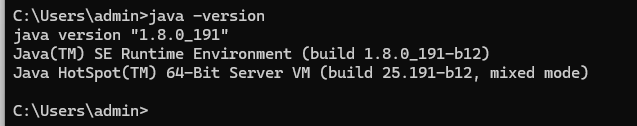 C:\Users\admin>java -version
java version "1.8.0_191"
Java(TM) SE Runtime Environment (build 1.8.0_191-b12)
Java HotSpot(TM) 64-Bit Server VM (build 25.191-b12, mixed mode)
C:\Users\admin>